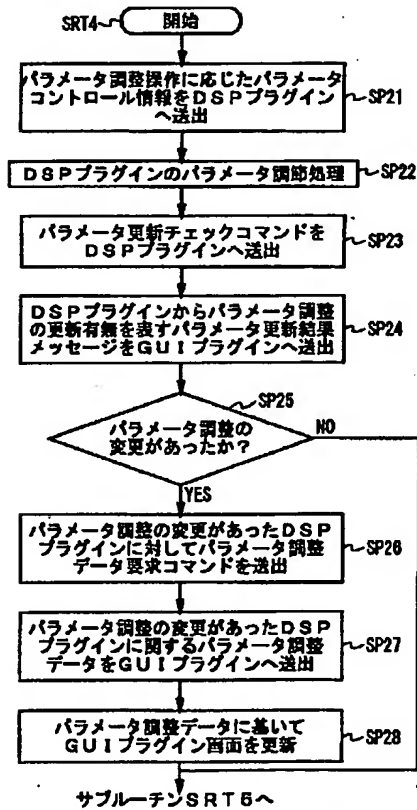 SRT4
開始
パラメータ調整操作に応じたパラメータ
コントロール情報をDSPプラグイン
へ送出
SP21
DSPプラグインのパラメータ調節処理
SP22
パラメータ更新チェックコマンドを
DSPプラグインへ送出
SP23
DSPプラグインからパラメータ調整
の更新有無を表すパラメータ更新結果
メッセージをGUIプラグインへ送出
SP24
SP25
パラメータ調整の
変更があったか?
NO
YES
パラメータ調整の変更があったDSP
プラグインに対してパラメータ調整
データ要求コマンドを送出
SP26
パラメータ調整の変更があったDSP
プラグインに関するパラメータ調整
データをGUIプラグインへ送出
SP27
パラメータ調整データに基いて
GUIプラグイン画面を更新
SP28
サブルーチンSRT5へ